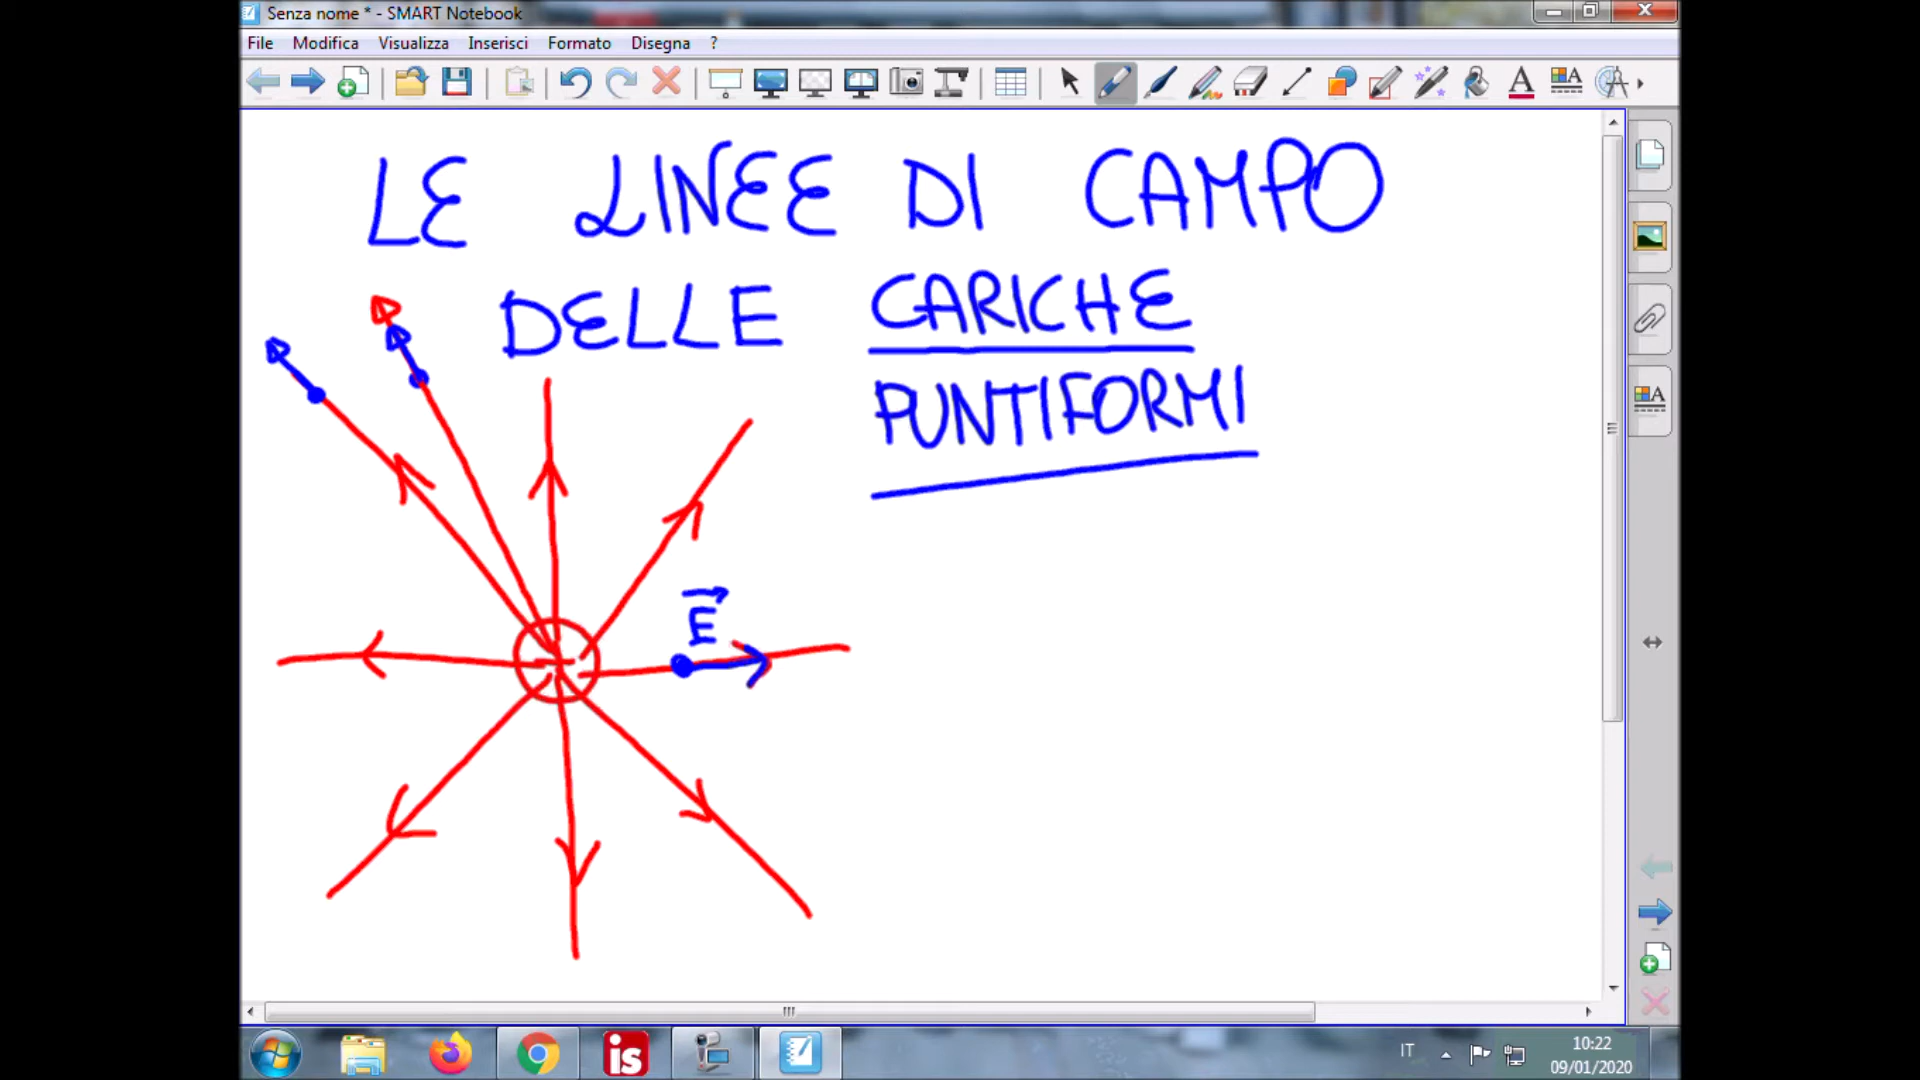 Senza nome * - SMART Notebook
File Modifica Visualizza Inserisci Formato Disegna ?
LE LINEE DI CAMPO
DELLE CARICHE
PUNTIFORMI
E
IT
10:22
09/01/2020
is